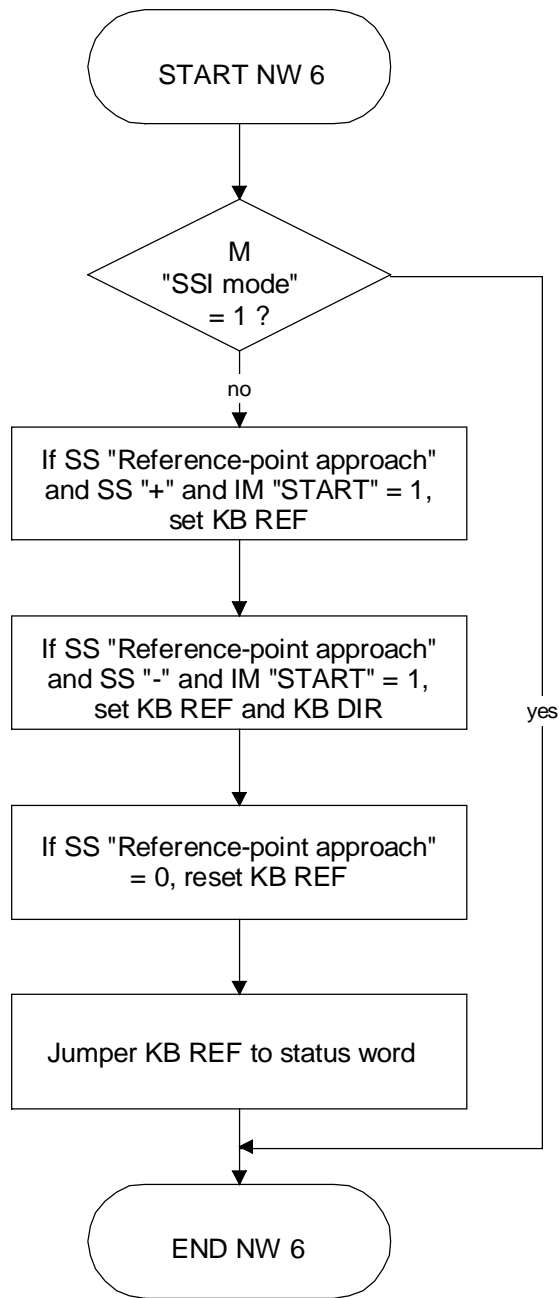 START NW 6
M
"SSI mode"
= 1 ?
no
If SS "Reference-point approach"
and SS "+" and IM "START" = 1,
set KB REF
If SS "Reference-point approach"
and SS "-" and IM "START" = 1,
set KB REF and KB DIR
yes
If SS "Reference-point approach"
= 0, reset KB REF
Jumper KB REF to status word
END NW 6